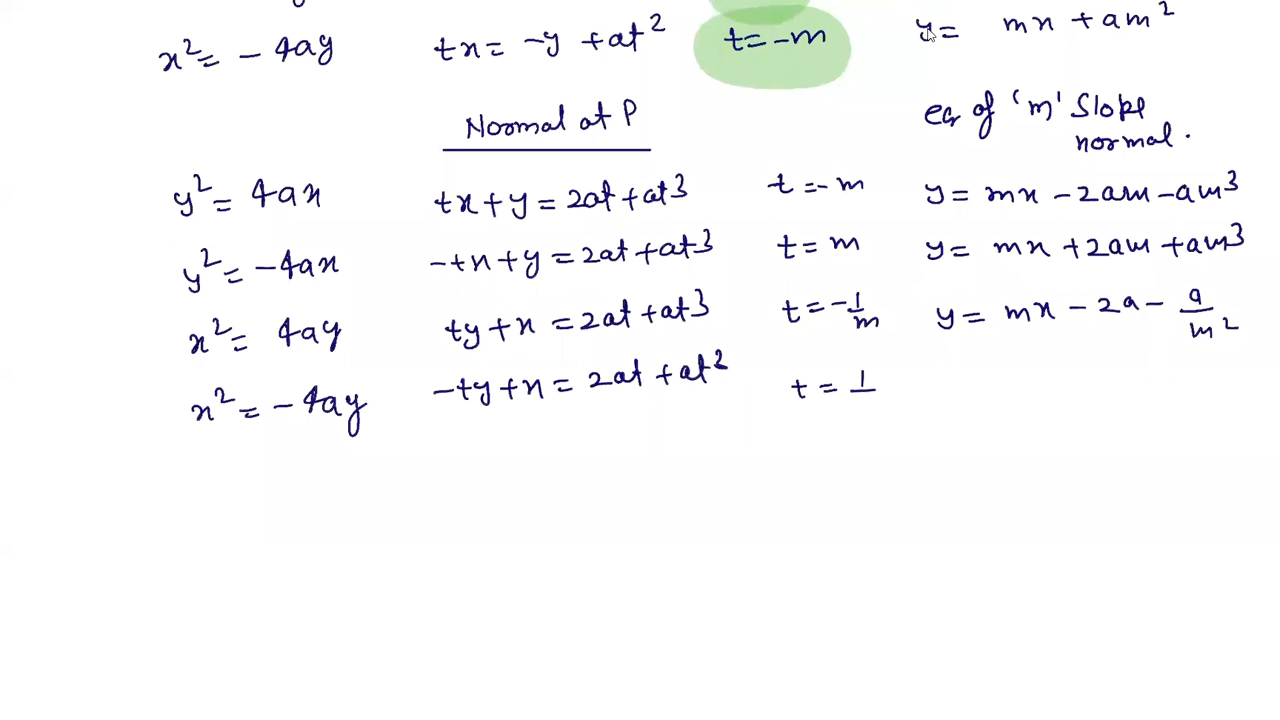 x² = - 4ay tx = -y + at² t = -m y = mx + am²
Normal at P
eq of 'm' Slope
normal.
y² = 4ax tx + y = 2at + at³ t = -m y = mx - 2am - am³
y² = -4ax -tx + y = 2at + at³ t = m y = mx + 2am + am³
x² = 4ay ty + x = 2at + at³ t = -1/m y = mx - 2a - a/m²
x² = - 4ay -ty + x = 2at + at² t = 1/